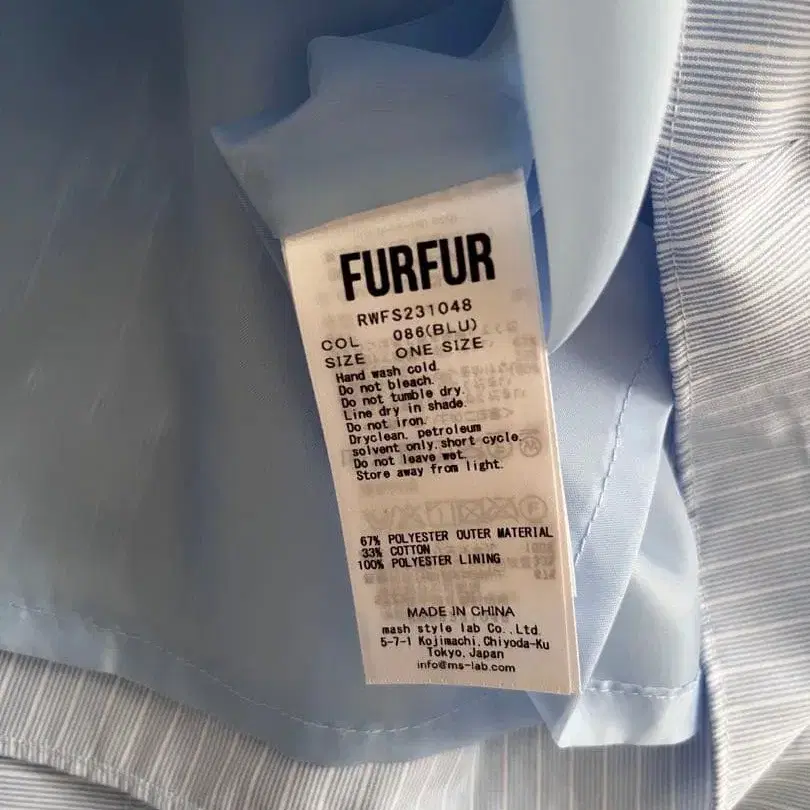 FURFUR
RWFS231048
COL 086(BLU)
SIZE ONE SIZE
Hand wash cold.
Do not bleach.
Do not tumble dry.
Line dry in shade.
Do not iron.
Dryclean, petroleum
solvent only, short cycle.
Do not leave wet.
Store away from light.
67% POLYESTER OUTER MATERIAL
33% COTTON
100% POLYESTER LINING
MADE IN CHINA
mash style lab Co.,Ltd.
5-7-1 Kojimachi,Chiyoda-Ku
Tokyo,Japan
info@ms-lab.com